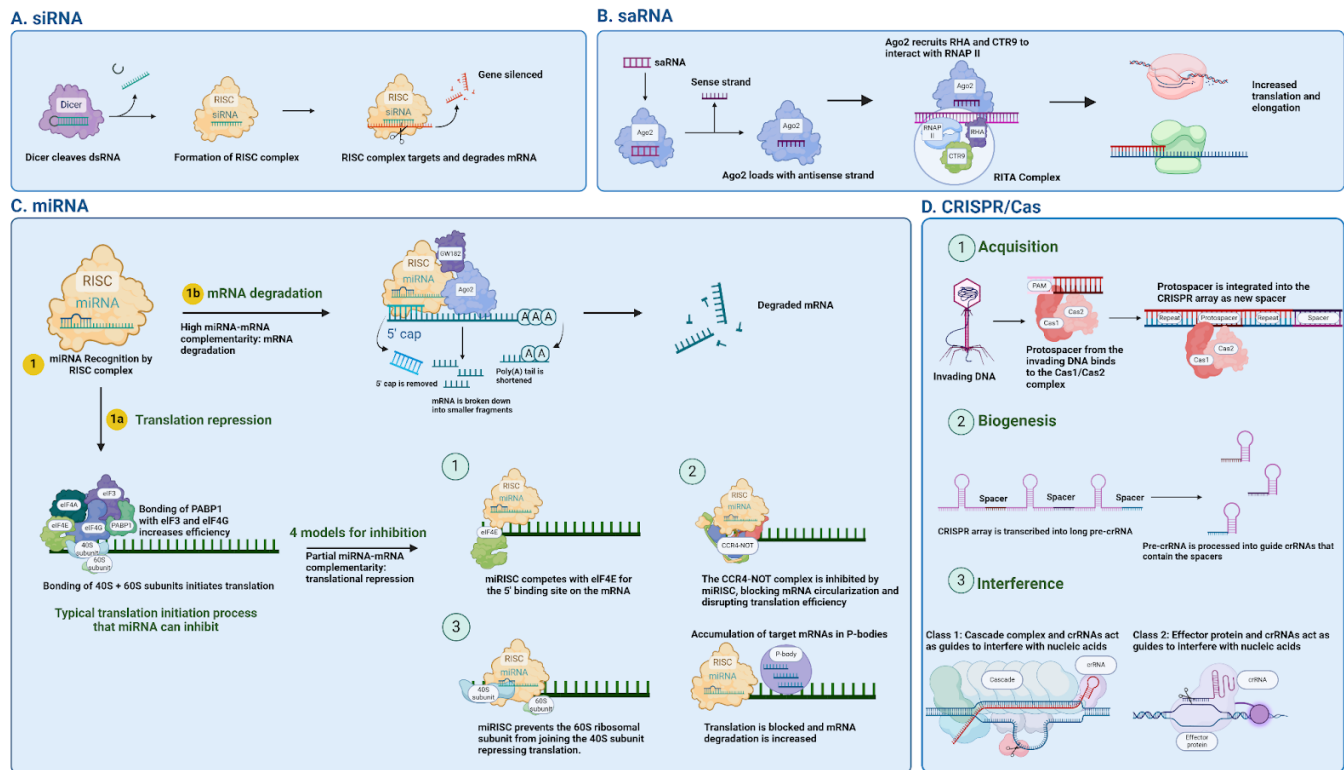 A. siRNA
Dicer
RISC
siRNA
RISC
siRNA
Gene silenced
Dicer cleaves dsRNA
Formation of RISC complex
RISC complex targets and degrades mRNA
B. saRNA
saRNA
Sense strand
Ago2
Ago2
Ago2 loads with antisense strand
Ago2 recruits RHA and CTR9 to
interact with RNAP II
Ago2
RNAP
II
RHA
CTR9
RITA Complex
Increased
translation and
elongation
C. miRNA
RISC
miRNA
1
miRNA Recognition by
RISC complex
1b
mRNA degradation
High miRNA-mRNA
complementarity: mRNA
degradation
RISC
miRNA
GW182
Ago2
AAA
5' cap
5' cap is removed
mRNA is broken down
into smaller fragments
AA
Poly(A) tail is
shortened
Degraded mRNA
1a
Translation repression
eIF4A
eIF3
eIF4E
eIF4G
PABP1
40S
subunit
60S
subunit
Bonding of PABP1
with eIF3 and eIF4G
increases efficiency
Bonding of 40S + 60S subunits initiates translation
Typical translation initiation process
that miRNA can inhibit
4 models for inhibition
Partial miRNA-mRNA
complementarity:
translational repression
1
RISC
miRNA
eIF4E
miRISC competes with eIF4E for
the 5' binding site on the mRNA
2
RISC
miRNA
CCR4-NOT
The CCR4-NOT complex is inhibited by
miRISC, blocking mRNA circularization and
disrupting translation efficiency
3
RISC
miRNA
40S
subunit
60S
subunit
miRISC prevents the 60S ribosomal
subunit from joining the 40S subunit
repressing translation.
Accumulation of target mRNAs in P-bodies
RISC
miRNA
P-body
Translation is blocked and mRNA
degradation is increased
D. CRISPR/Cas
1
Acquisition
Invading DNA
PAM
Cas2
Cas1
Protospacer from the
invading DNA binds
to the Cas1/Cas2
complex
Protospacer is integrated into the
CRISPR array as new spacer
Repeat
Protospacer
Repeat
Spacer
Cas2
Cas1
2
Biogenesis
Spacer
Spacer
Spacer
CRISPR array is transcribed into long pre-crRNA
Pre-crRNA is processed into guide crRNAs that
contain the spacers
3
Interference
Class 1: Cascade complex and crRNAs act
as guides to interfere with nucleic acids
Cascade
crRNA
Class 2: Effector protein and crRNAs act as
guides to interfere with nucleic acids
crRNA
Effector
protein